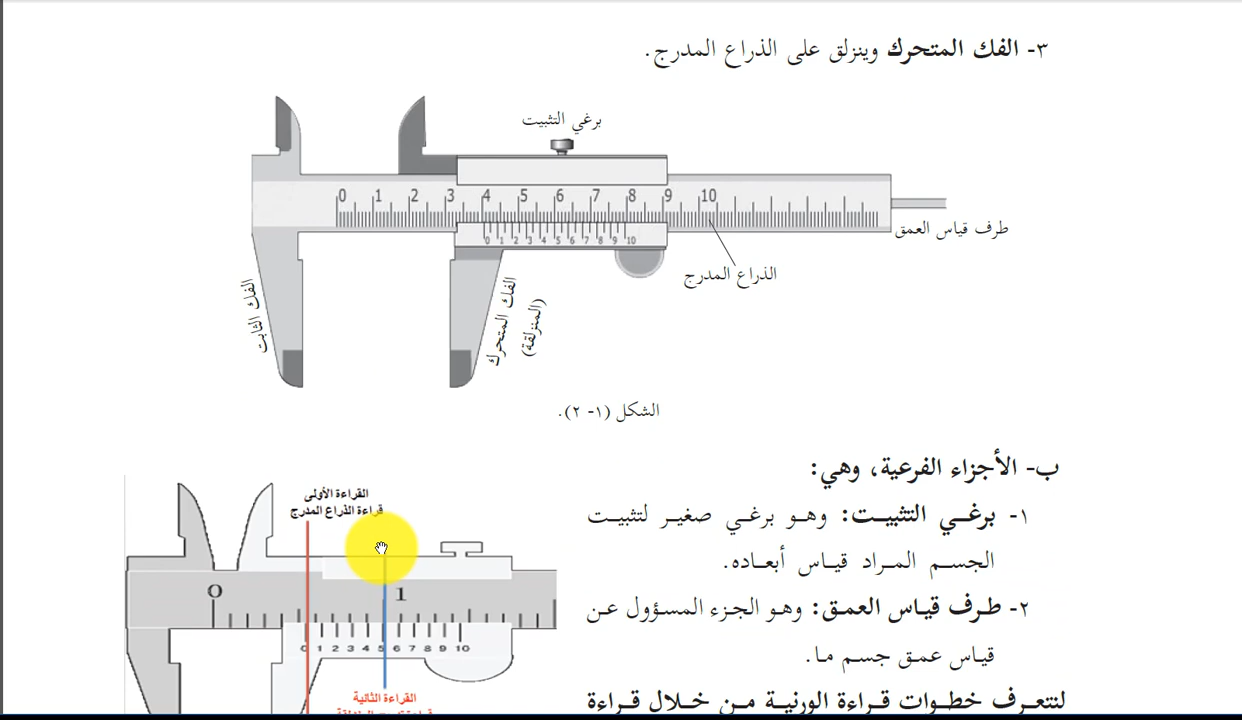 ٣- الفك المتحرك وينزلق على الذراع المدرج.
برغي التثبيت
0 1 2 3 4 5 6 7 8 9 10
0 1 2 3 4 5 6 7 8 9 10
طرف قياس العمق
الذراع المدرج
الفك الثابت
الفك المتحرك
(المنزلقة)
الشكل (١- ٢).
ب- الأجزاء الفرعية، وهي:
١- برغي التثبيت: وهو برغي صغير لتثبيت
الجسم المراد قياس أبعاده.
٢- طرف قياس العمق: وهو الجزء المسؤول عن
قياس عمق جسم ما.
لنتعرف خطوات قراءة الورنية من خلال قراءة
القراءة الأولى
قراءة الذراع المدرج
0 1
0 1 2 3 4 5 6 7 8 9 10
القراءة الثانية